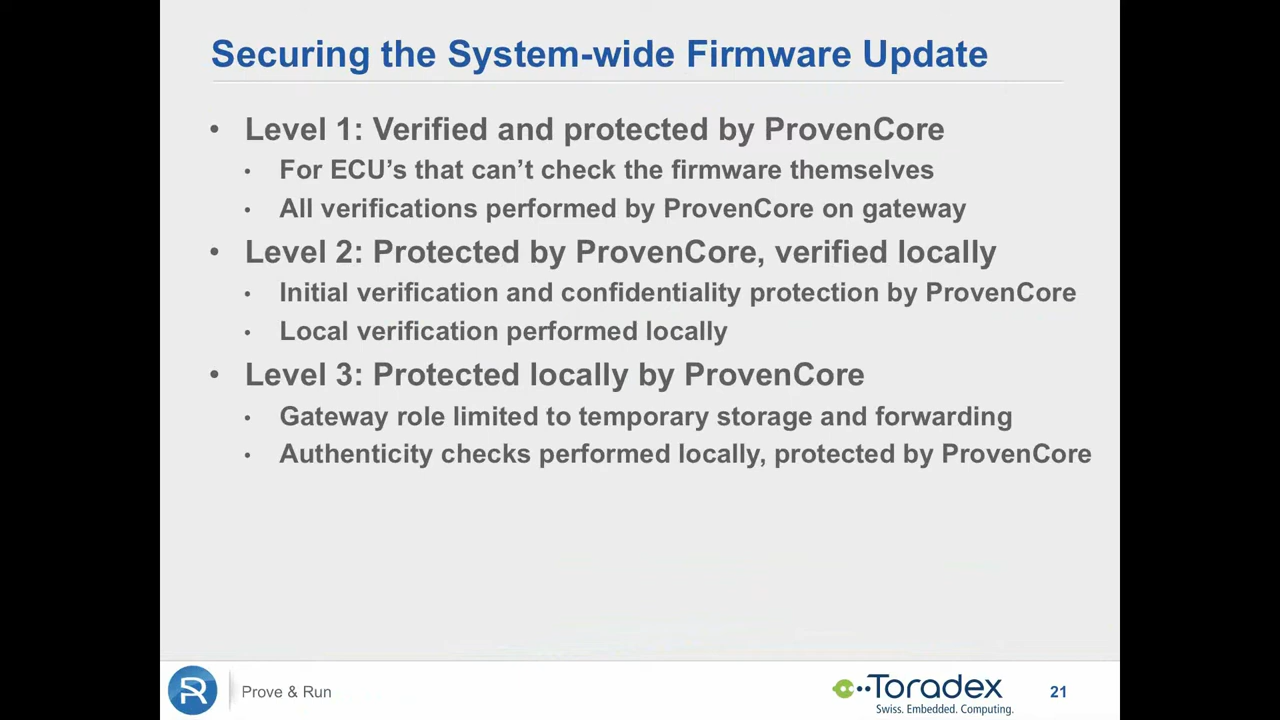 Securing the System-wide Firmware Update
• Level 1: Verified and protected by ProvenCore
• For ECU's that can't check the firmware themselves
• All verifications performed by ProvenCore on gateway
• Level 2: Protected by ProvenCore, verified locally
• Initial verification and confidentiality protection by ProvenCore
• Local verification performed locally
• Level 3: Protected locally by ProvenCore
• Gateway role limited to temporary storage and forwarding
• Authenticity checks performed locally, protected by ProvenCore
Prove & Run
Toradex
Swiss. Embedded. Computing.
21